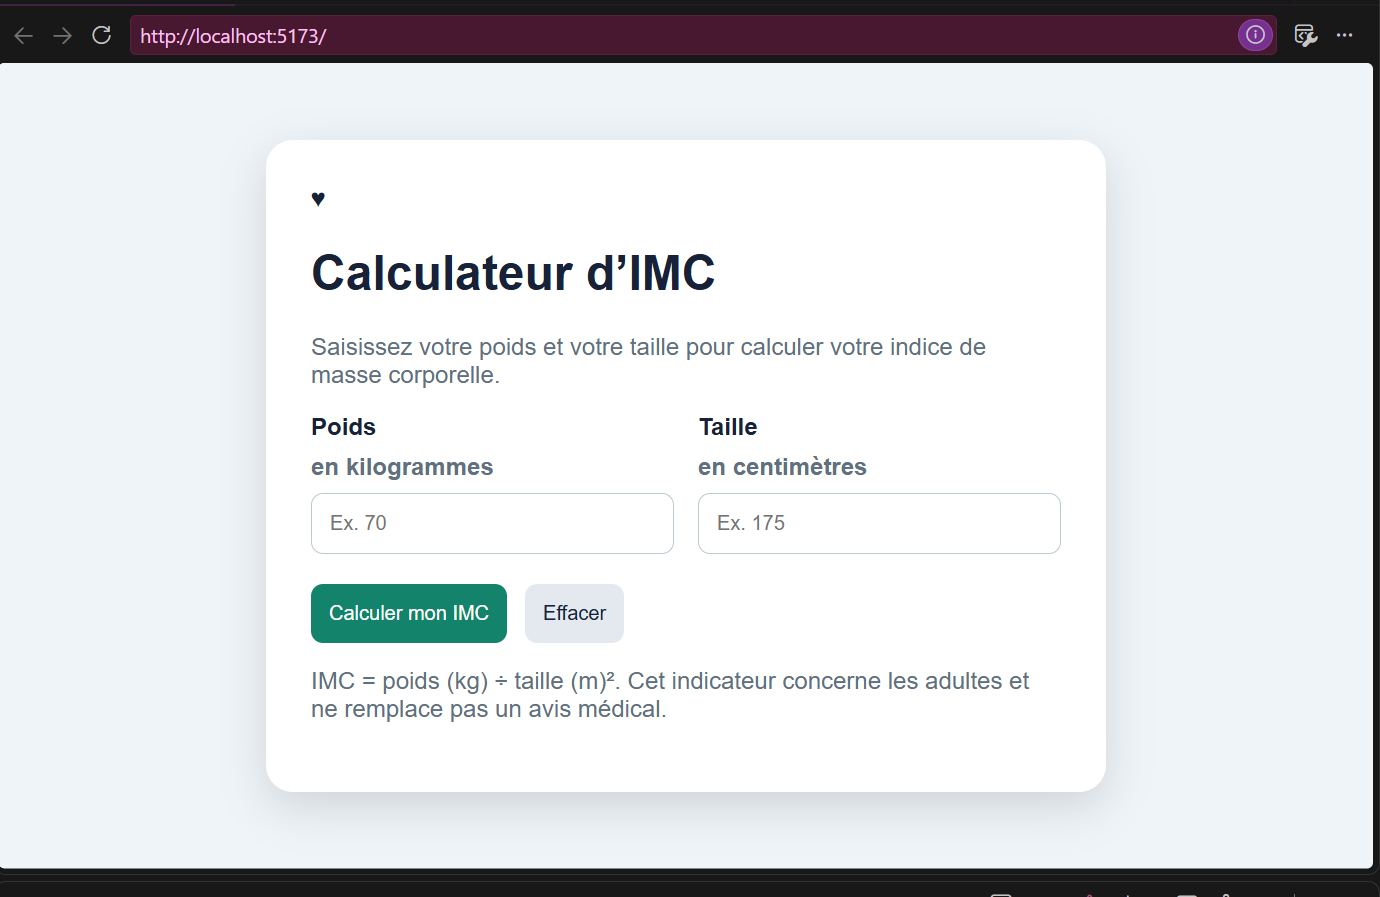 http://localhost:5173/
♥
Calculateur d’IMC
Saisissez votre poids et votre taille pour calculer votre indice de
masse corporelle.
Poids
en kilogrammes
Ex. 70
Taille
en centimètres
Ex. 175
Calculer mon IMC
Effacer
IMC = poids (kg) ÷ taille (m)². Cet indicateur concerne les adultes et
ne remplace pas un avis médical.